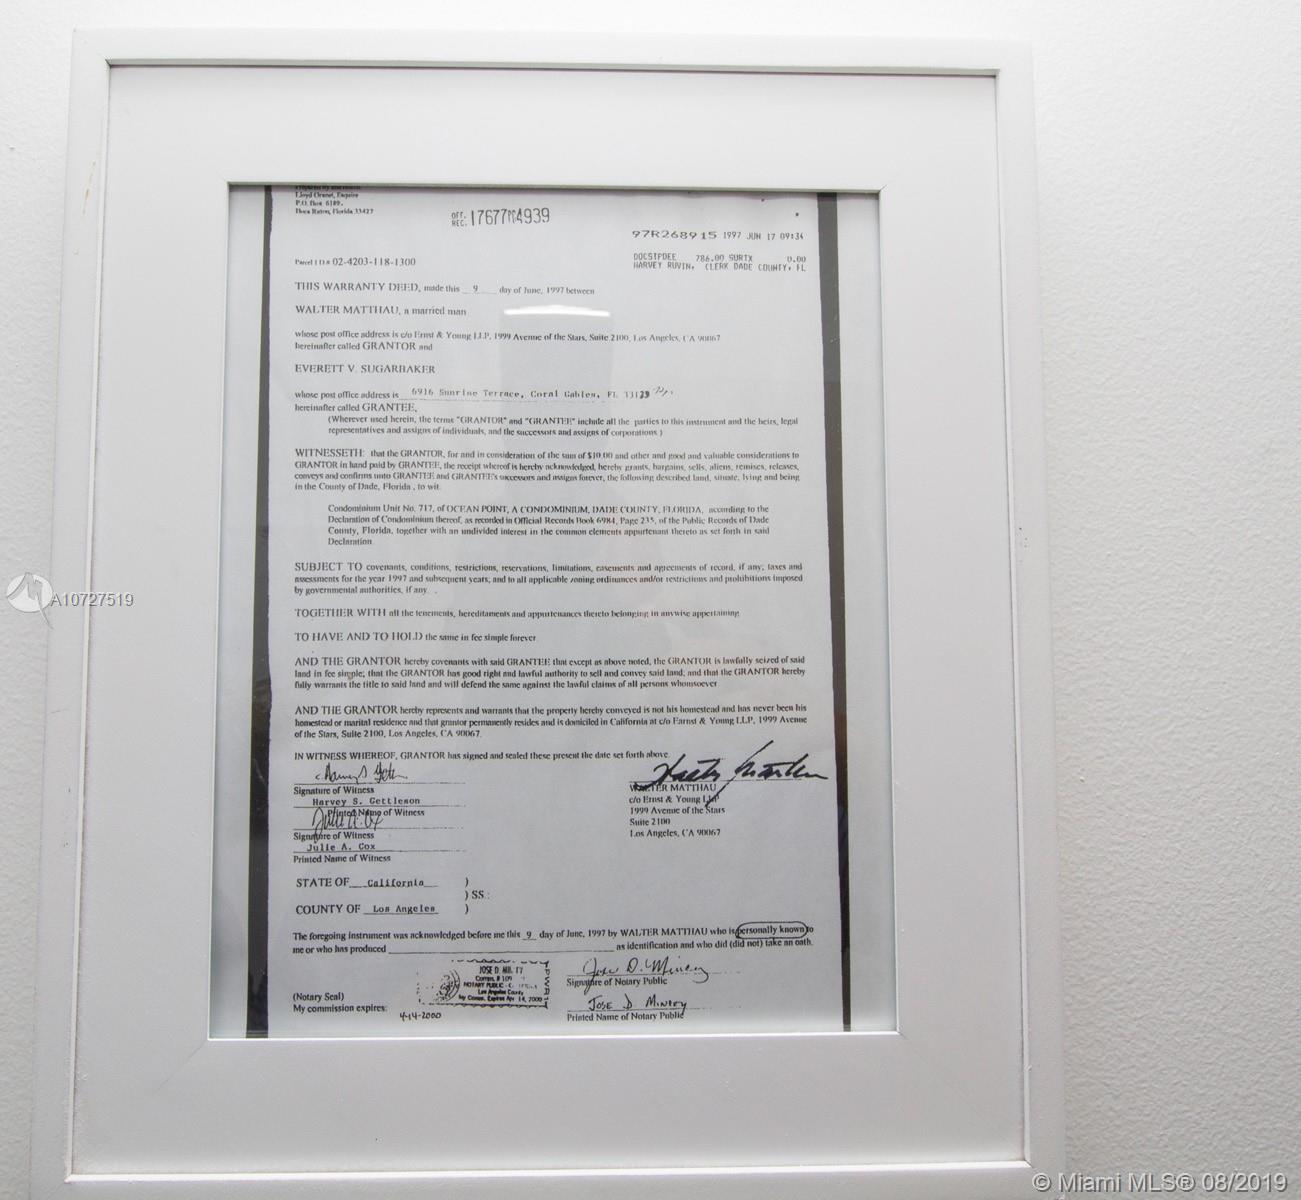 Lloyd Granet, Esquire
P.O. Box 6189.
Boca Raton, Florida 33427
OFF. REC. 17677PG4939
97R268915 1997 JUN 17 09:34
DOCSTPDEE 786.00 SURTX 0.00
HARVEY RUVIN, CLERK DADE COUNTY, FL
Parcel I D # 02-4203-118-1300
THIS WARRANTY DEED, made this 9 day of June, 1997 between
WALTER MATTHAU, a married man
whose post office address is c/o Ernst & Young LLP, 1999 Avenue of the Stars, Suite 2100, Los Angeles, CA 90067
hereinafter called GRANTOR and
EVERETT V. SUGARBAKER
whose post office address is 6916 Sunrise Terrace, Coral Gables, FL
hereinafter called GRANTEE,
(Wherever used herein, the terms "GRANTOR" and "GRANTEE" include all the parties to this instrument and the heirs, legal
representatives and assigns of individuals, and the successors and assigns of corporations.)
WITNESSETH: that the GRANTOR, for and in consideration of the sum of $10.00 and other and good and valuable considerations to
GRANTOR in hand paid by GRANTEE, the receipt whereof is hereby acknowledged, hereby grants, bargains, sells, aliens, remises, releases,
conveys and confirms unto GRANTEE and GRANTEE's successors and assigns forever, the following described land, situate, lying and being
in the County of Dade, Florida , to wit.
Condominium Unit No. 717, of OCEAN POINT, A CONDOMINIUM, DADE COUNTY, FLORIDA, according to the
Declaration of Condominium thereof, as recorded in Official Records Book 6984, Page 235, of the Public Records of Dade
County, Florida, together with an undivided interest in the common elements appurtenant thereto as set forth in said
Declaration.
SUBJECT TO covenants, conditions, restrictions, reservations, limitations, easements and agreements of record, if any; taxes and
assessments for the year 1997 and subsequent years; and to all applicable zoning ordinances and/or restrictions and prohibitions imposed
by governmental authorities, if any. .
TOGETHER WITH all the tenements, hereditaments and appurtenances thereto belonging in anywise appertaining.
TO HAVE AND TO HOLD the same in fee simple forever.
AND THE GRANTOR hereby covenants with said GRANTEE that except as above noted, the GRANTOR is lawfully seized of said
land in fee simple; that the GRANTOR has good right and lawful authority to sell and convey said land; and that the GRANTOR hereby
fully warrants the title to said land and will defend the same against the lawful claims of all persons whomsoever.
AND THE GRANTOR hereby represents and warrants that the property hereby conveyed is not his homestead and has never been his
homestead or marital residence and that grantor permanently resides and is domiciled in California at c/o Earnst & Young LLP, 1999 Avenue
of the Stars, Suite 2100, Los Angeles, CA 90067.
IN WITNESS WHEREOF, GRANTOR has signed and sealed these present the date set forth above.
Signature of Witness
Harvey S. Gettleson
Printed Name of Witness
Signature of Witness
Julie A. Cox
Printed Name of Witness
Walter Matthau
WALTER MATTHAU
c/o Ernst & Young LLP
1999 Avenue of the Stars
Suite 2100
Los Angeles, CA 90067
STATE OF California )
) SS.:
COUNTY OF Los Angeles )
The foregoing instrument was acknowledged before me this 9 day of June, 1997 by WALTER MATTHAU who is personally known to
me or who has produced as identification and who did (did not) take an oath.
JOSE D.
Comm. # 109
NOTARY PUBLIC
Los Angeles County
My Comm. Expires Apr 14, 2000
Jose D. Minroy
Signature of Notary Public
(Notary Seal)
My commission expires:
4-14-2000
JOSE D
Printed Name of Notary Public
A10727519
© Miami MLS® 08/2019